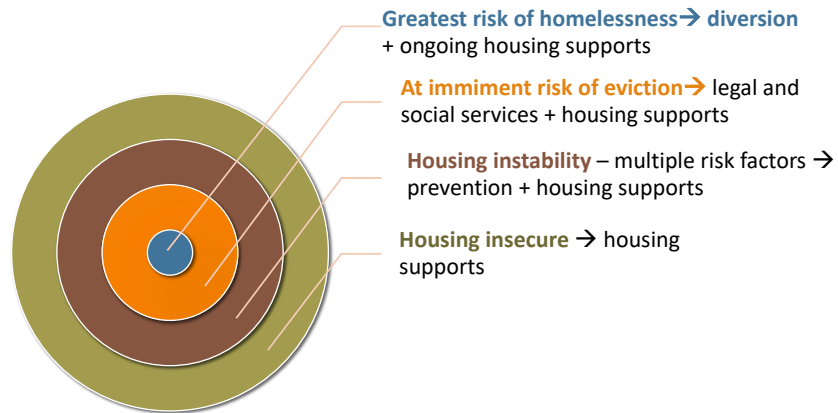 Greatest risk of homelessness→ diversion
+ ongoing housing supports
At immiment risk of eviction→ legal and
social services + housing supports
Housing instability – multiple risk factors →
prevention + housing supports
Housing insecure → housing
supports